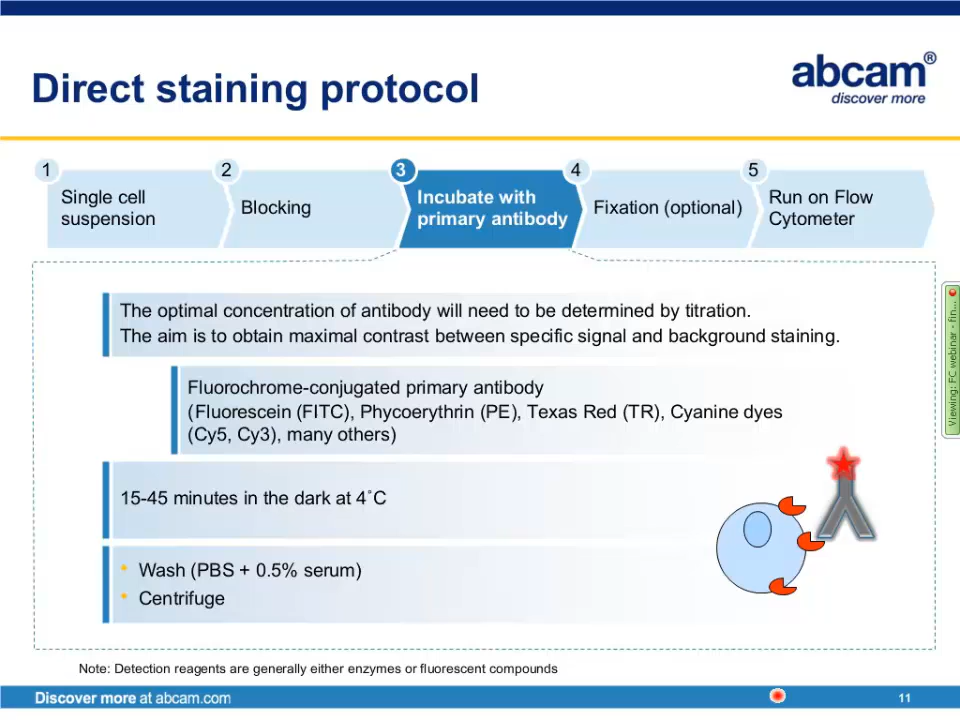 Direct staining protocol
abcam®
discover more
1
2
3
4
5
Single cell
suspension
Blocking
Incubate with
primary antibody
Fixation (optional)
Run on Flow
Cytometer
The optimal concentration of antibody will need to be determined by titration.
The aim is to obtain maximal contrast between specific signal and background staining.
Fluorochrome-conjugated primary antibody
(Fluorescein (FITC), Phycoerythrin (PE), Texas Red (TR), Cyanine dyes
(Cy5, Cy3), many others)
15-45 minutes in the dark at 4°C
• Wash (PBS + 0.5% serum)
• Centrifuge
Viewing: FC webinar - fin...
Note: Detection reagents are generally either enzymes or fluorescent compounds
Discover more at abcam.com
11